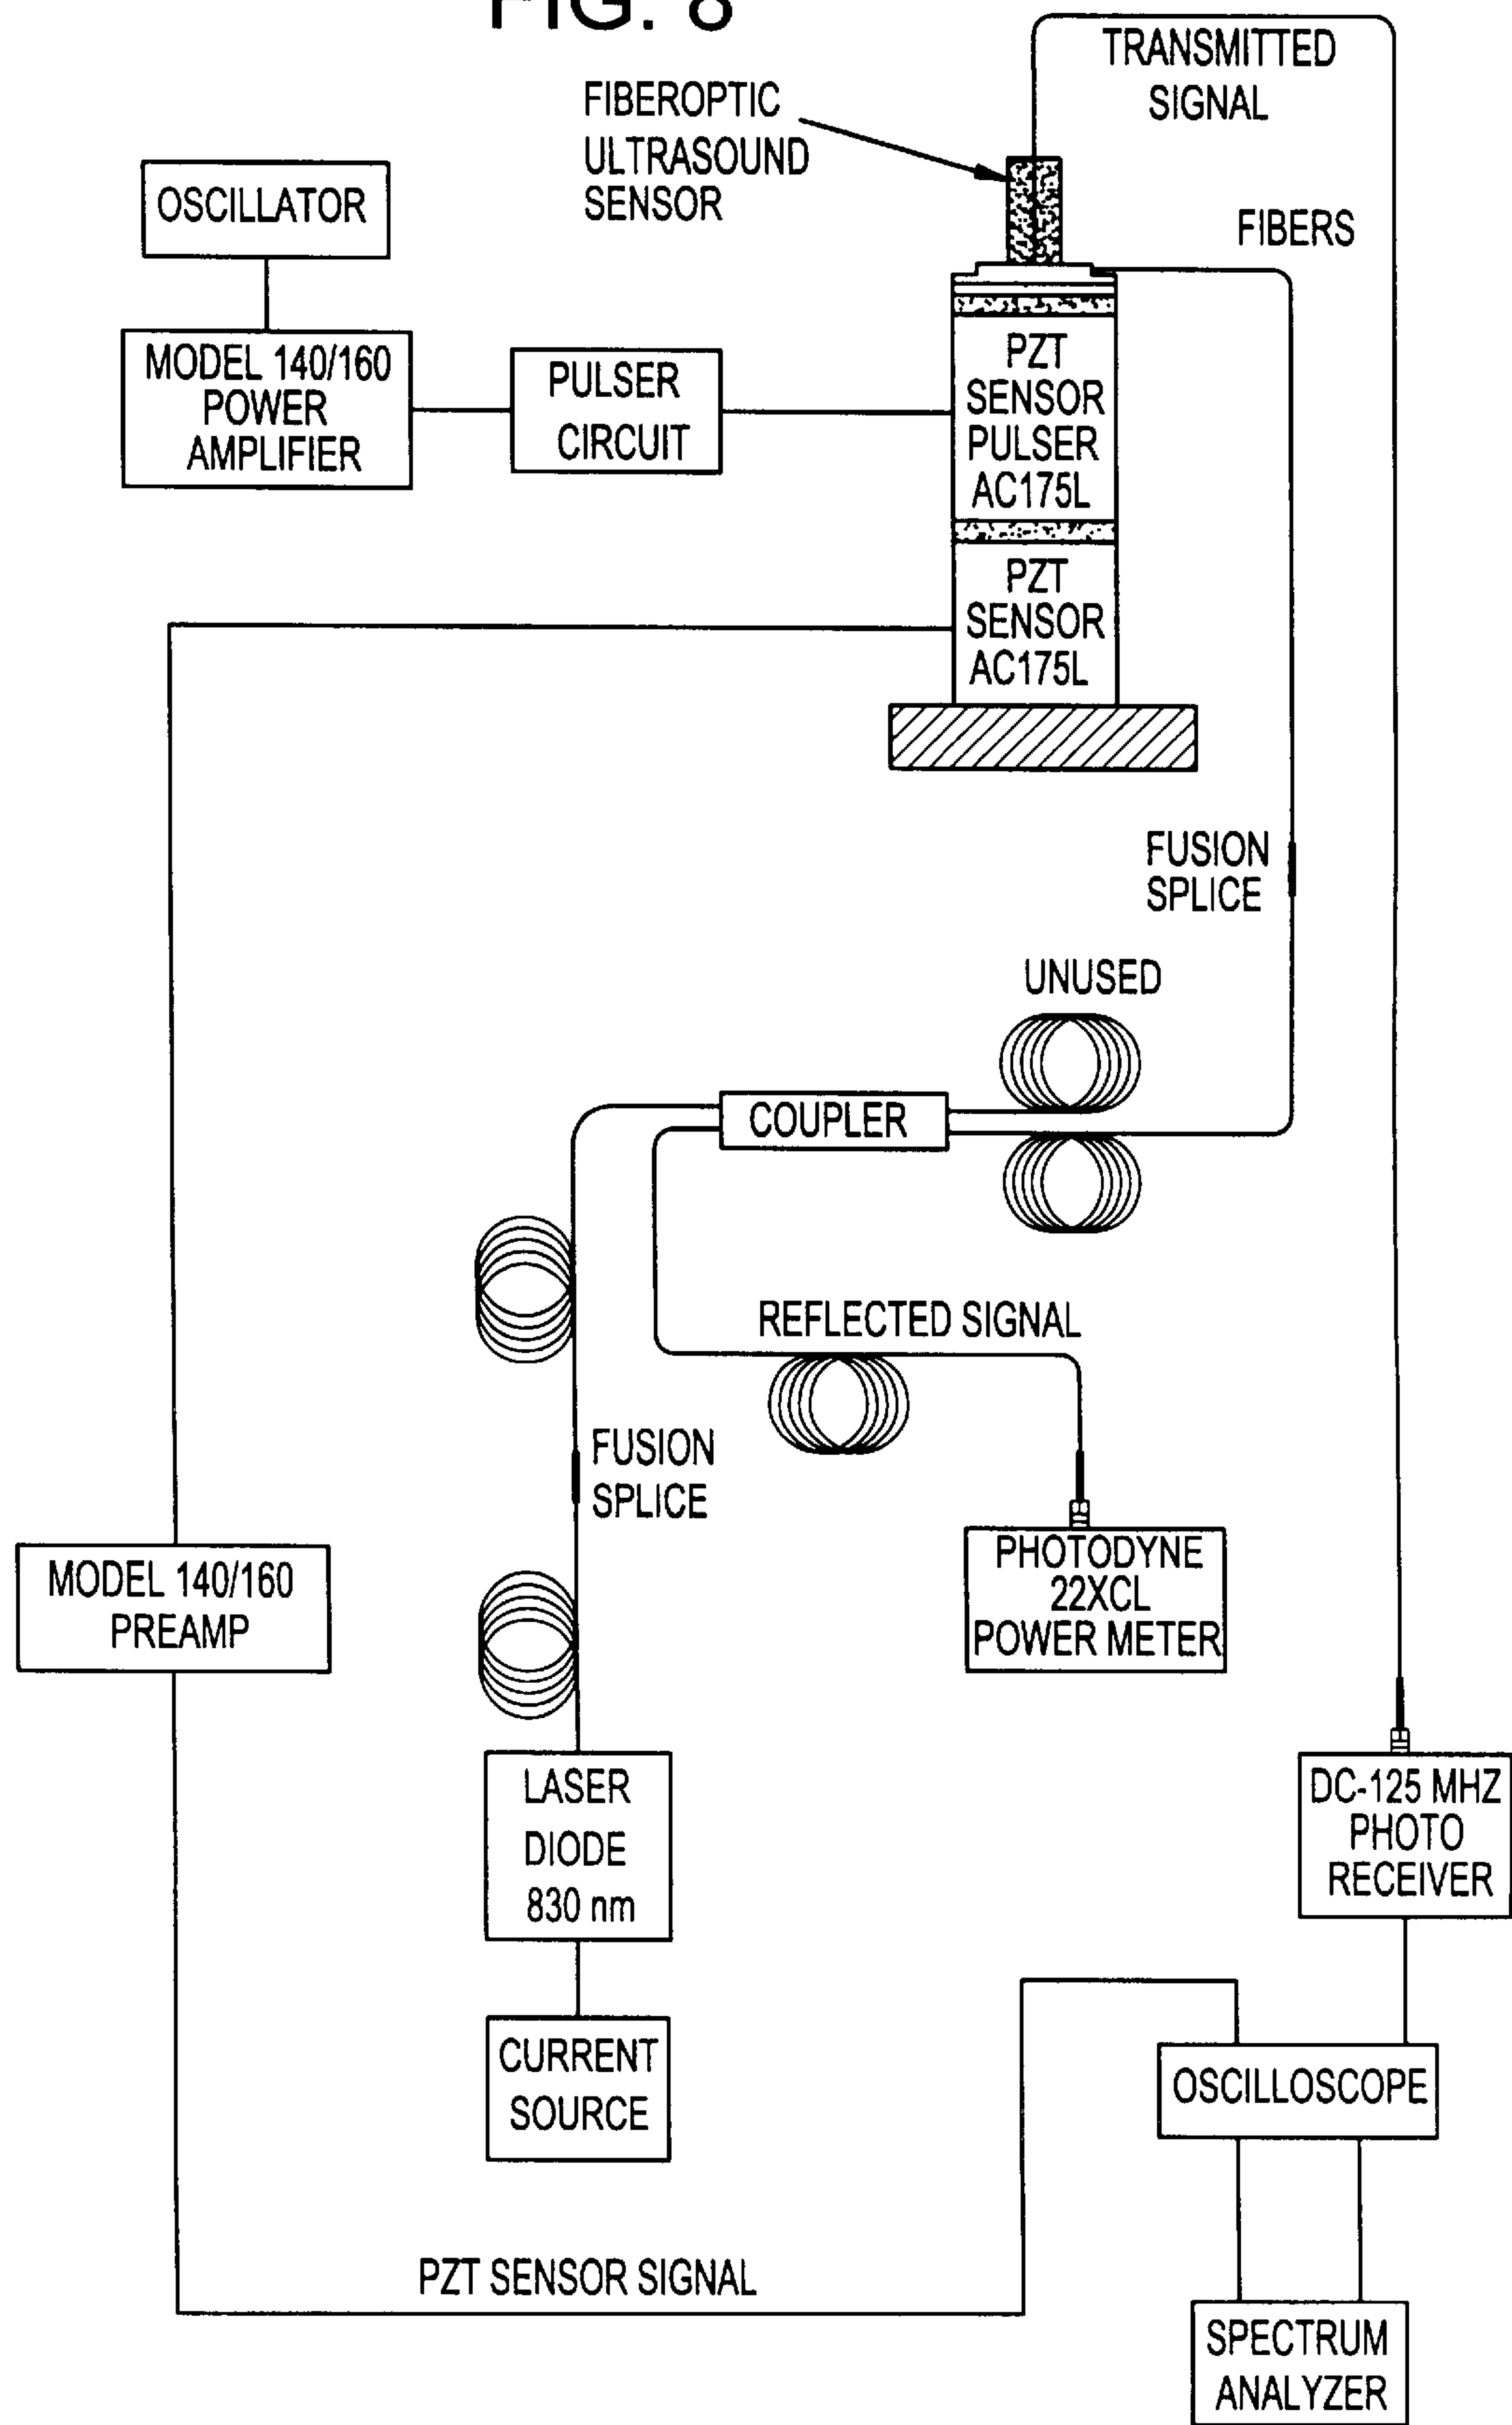 FIG. 8
TRANSMITTED
SIGNAL
FIBEROPTIC
ULTRASOUND
SENSOR
OSCILLATOR
FIBERS
MODEL 140/160
POWER
AMPLIFIER
PULSER
CIRCUIT
PZT
SENSOR
PULSER
AC175L
PZT
SENSOR
AC175L
FUSION
SPLICE
UNUSED
COUPLER
REFLECTED SIGNAL
FUSION
SPLICE
MODEL 140/160
PREAMP
PHOTODYNE
22XCL
POWER METER
LASER
DIODE
830 nm
DC-125 MHZ
PHOTO
RECEIVER
CURRENT
SOURCE
OSCILLOSCOPE
PZT SENSOR SIGNAL
SPECTRUM
ANALYZER